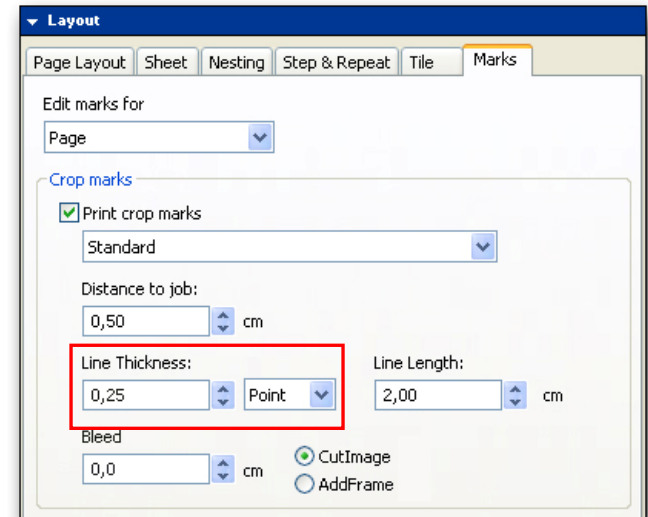 Layout
Page Layout Sheet Nesting Step & Repeat Tile Marks
Edit marks for
Page
Crop marks
Print crop marks
Standard
Distance to job:
0,50 cm
Line Thickness: Line Length:
0,25 Point 2,00 cm
Bleed
0,0 cm CutImage
AddFrame